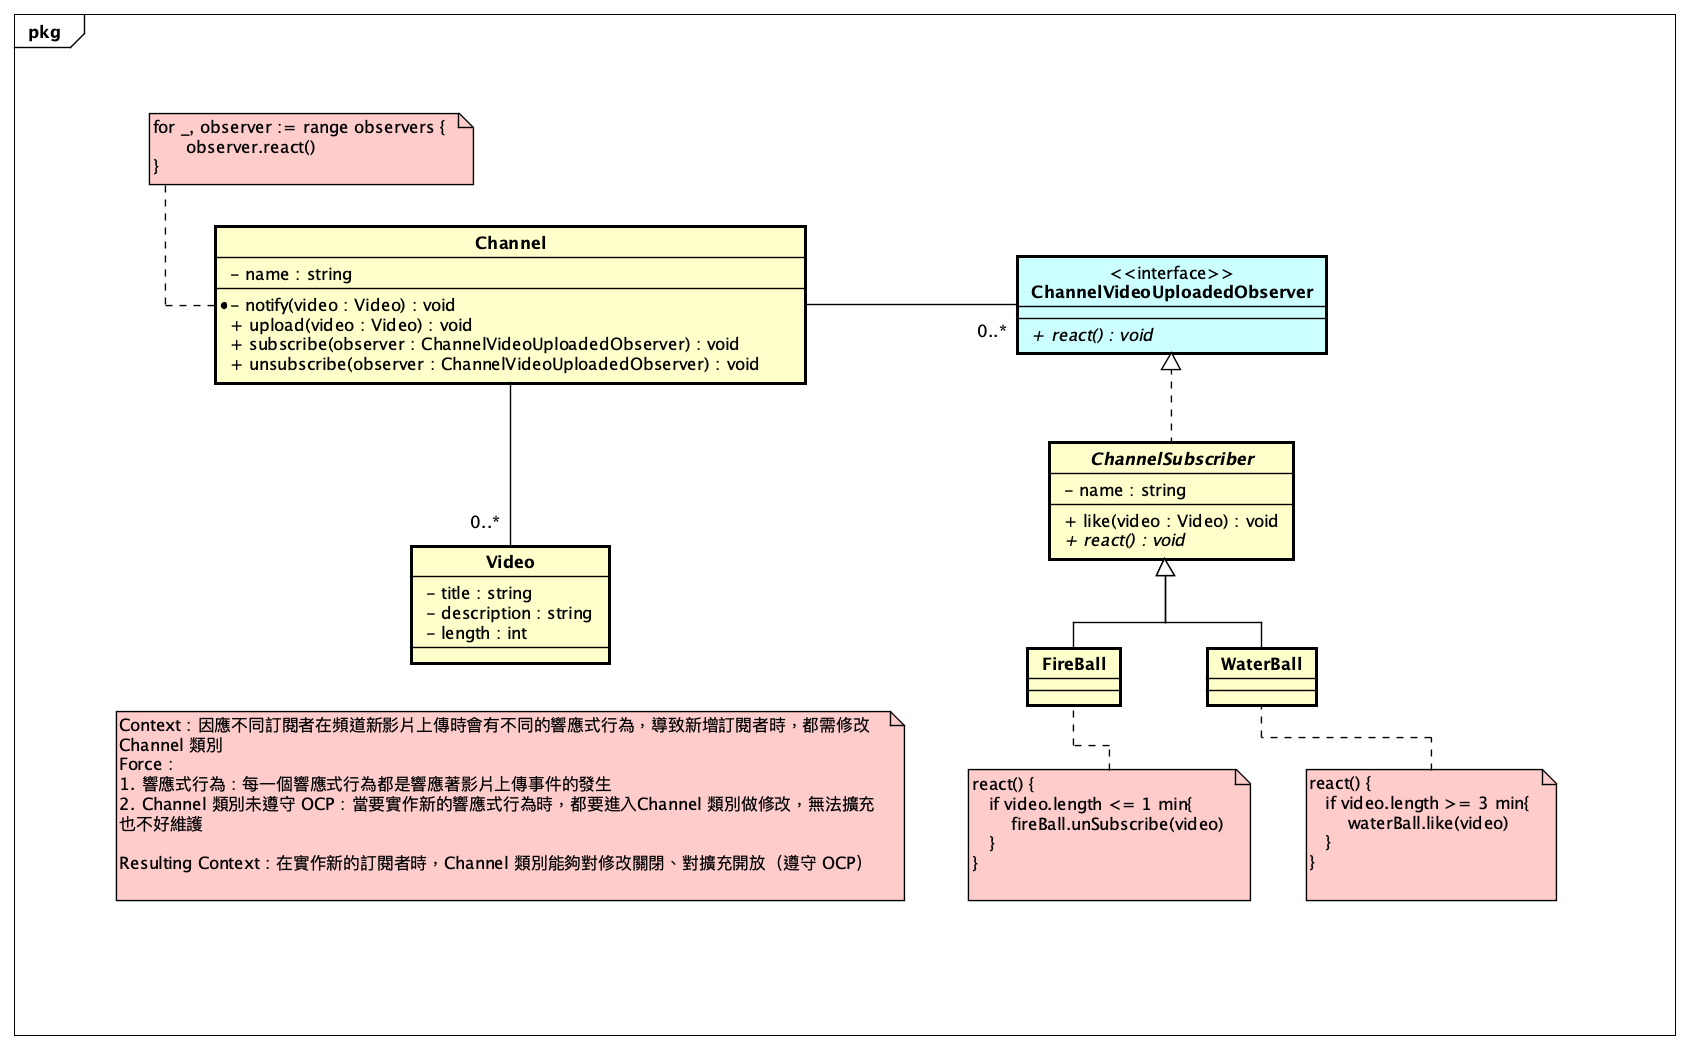 pkg
for _, observer := range observers {
observer.react()
}
Channel
- name : string
- notify(video : Video) : void
+ upload(video : Video) : void
+ subscribe(observer : ChannelVideoUploadedObserver) : void
+ unsubscribe(observer : ChannelVideoUploadedObserver) : void
<<interface>>
ChannelVideoUploadedObserver
+ react() : void
0..*
ChannelSubscriber
- name : string
+ like(video : Video) : void
+ react() : void
0..*
Video
- title : string
- description : string
- length : int
FireBall
WaterBall
Context : 因應不同訂閱者在頻道新影片上傳時會有不同的響應式行為，導致新增訂閱者時，都需修改
Channel 類別
Force :
1. 響應式行為：每一個響應式行為都是響應著影片上傳事件的發生
2. Channel 類別未遵守 OCP：當要實作新的響應式行為時，都要進入Channel 類別做修改，無法擴充
也不好維護
Resulting Context : 在實作新的訂閱者時，Channel 類別能夠對修改關閉、對擴充開放（遵守 OCP）
react() {
if video.length <= 1 min{
fireBall.unSubscribe(video)
}
}
react() {
if video.length >= 3 min{
waterBall.like(video)
}
}